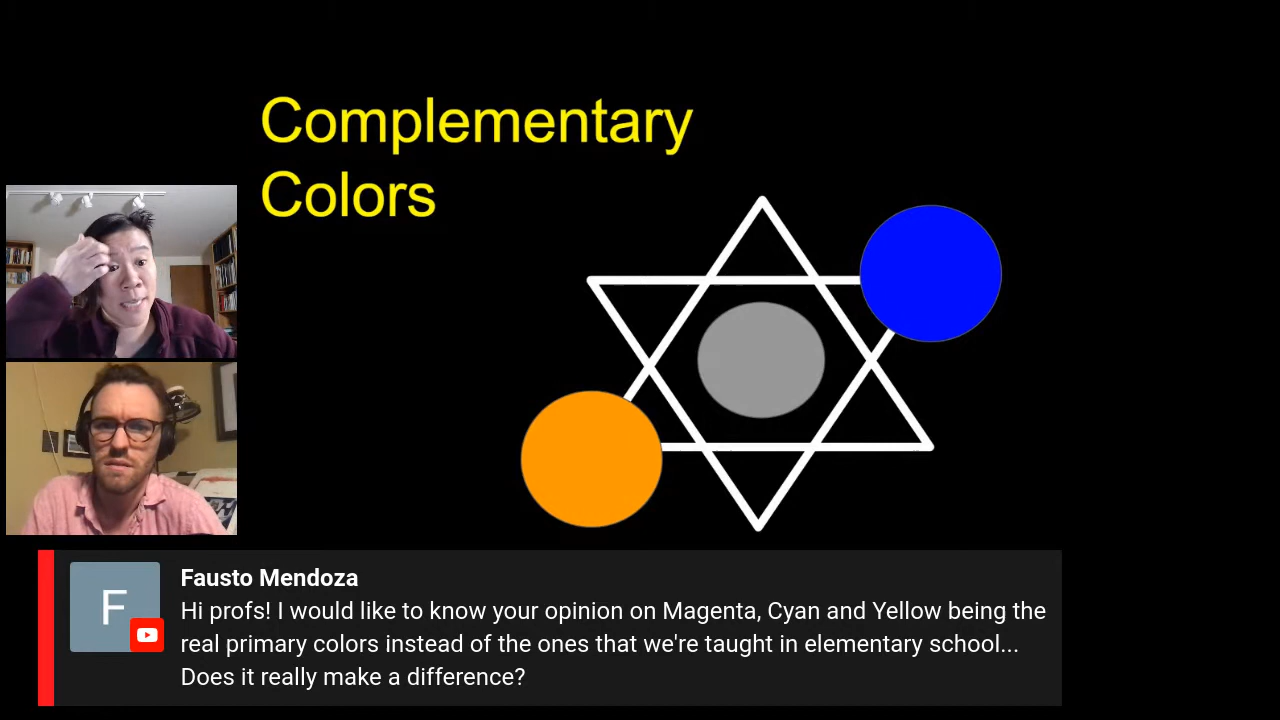 Complementary
Colors
F
Fausto Mendoza
Hi profs! I would like to know your opinion on Magenta, Cyan and Yellow being the
real primary colors instead of the ones that we're taught in elementary school...
Does it really make a difference?